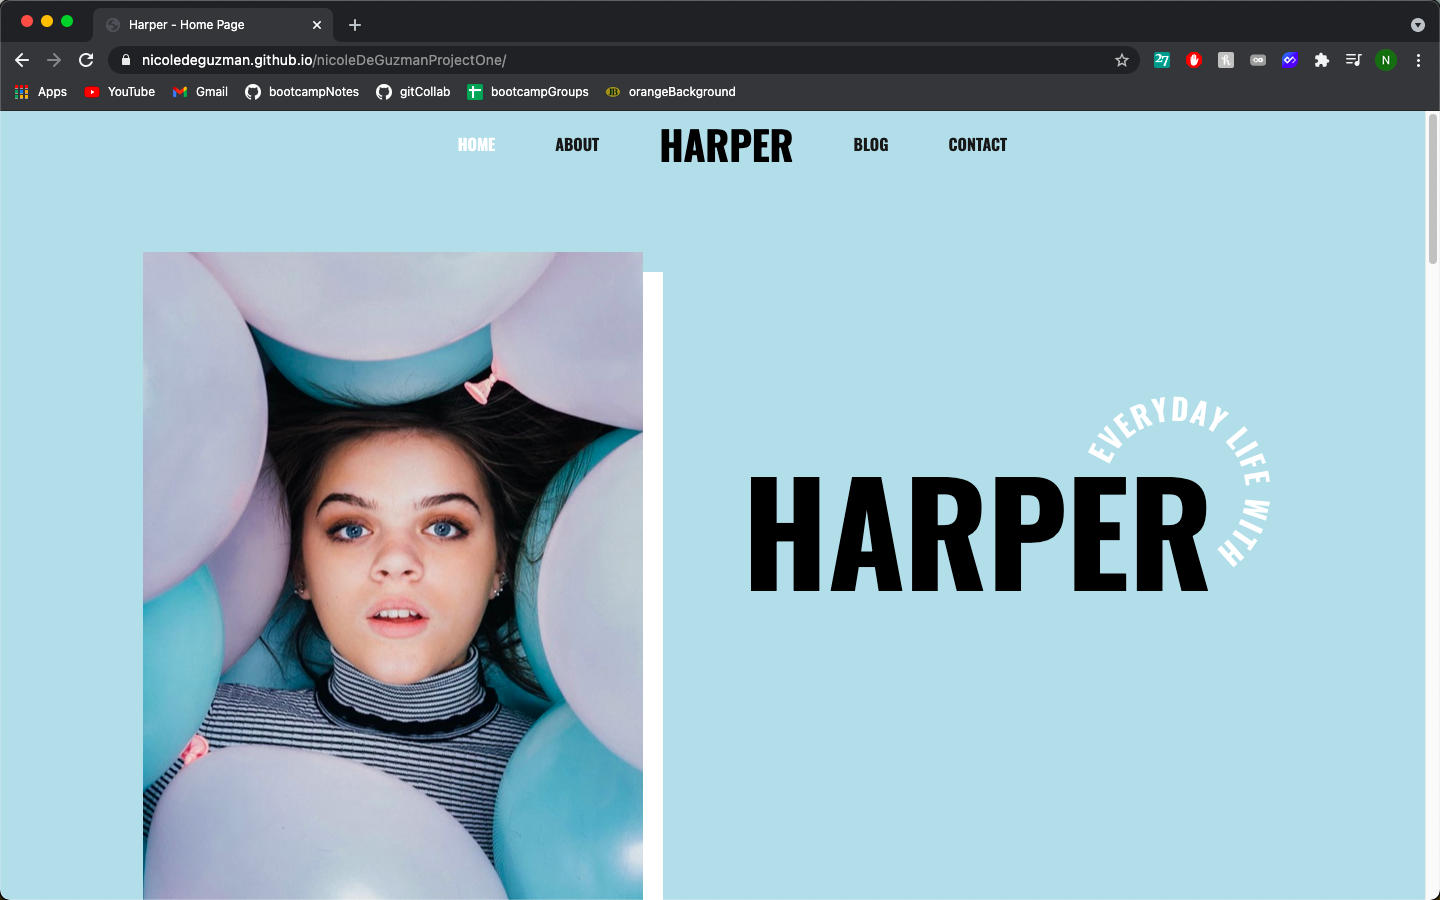 Harper - Home Page
nicoledeguzman.github.io/nicoleDeGuzmanProjectOne/
27
N
Apps
YouTube
Gmail
bootcampNotes
gitCollab
bootcampGroups
orangeBackground
HOME
ABOUT
HARPER
BLOG
CONTACT
EVERYDAY LIFE WITH
HARPER